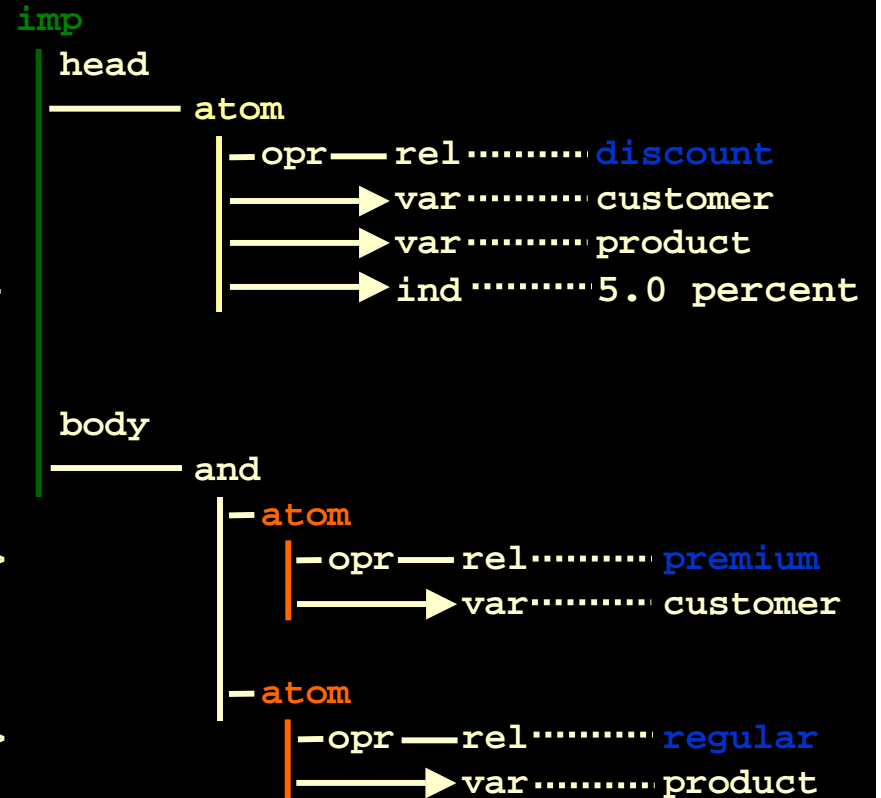 imp
head
atom
opr rel discount
var customer
var product
ind 5.0 percent
body
and
atom
opr rel premium
var customer
atom
opr rel regular
var product